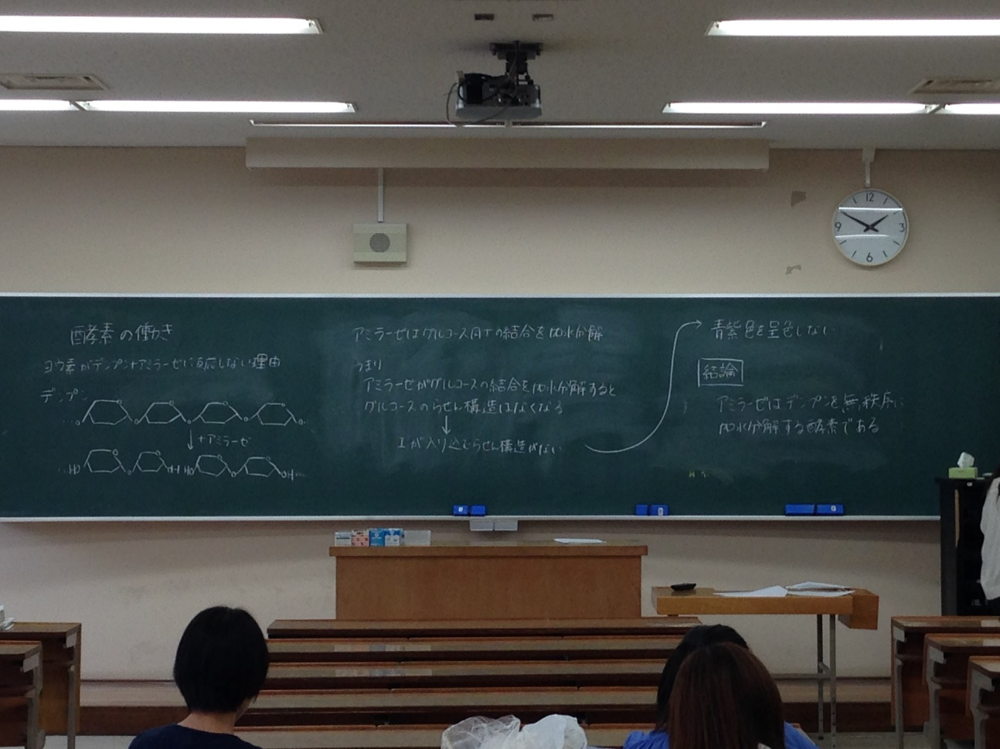 酵素の働き
ヨウ素がデンプン+アミラーゼに反応しない理由
デンプン
+アミラーゼ
HO OH HO OH
アミラーゼはグルコース同士の結合を加水分解
つまり
アミラーゼがグルコースの結合を加水分解すると
グルコースのらせん構造はなくなる
↓
Iが入り込むらせん構造がない
青紫色を呈色しない
結論
アミラーゼはデンプンを無秩序に
加水分解する酵素である
12
3
6
9